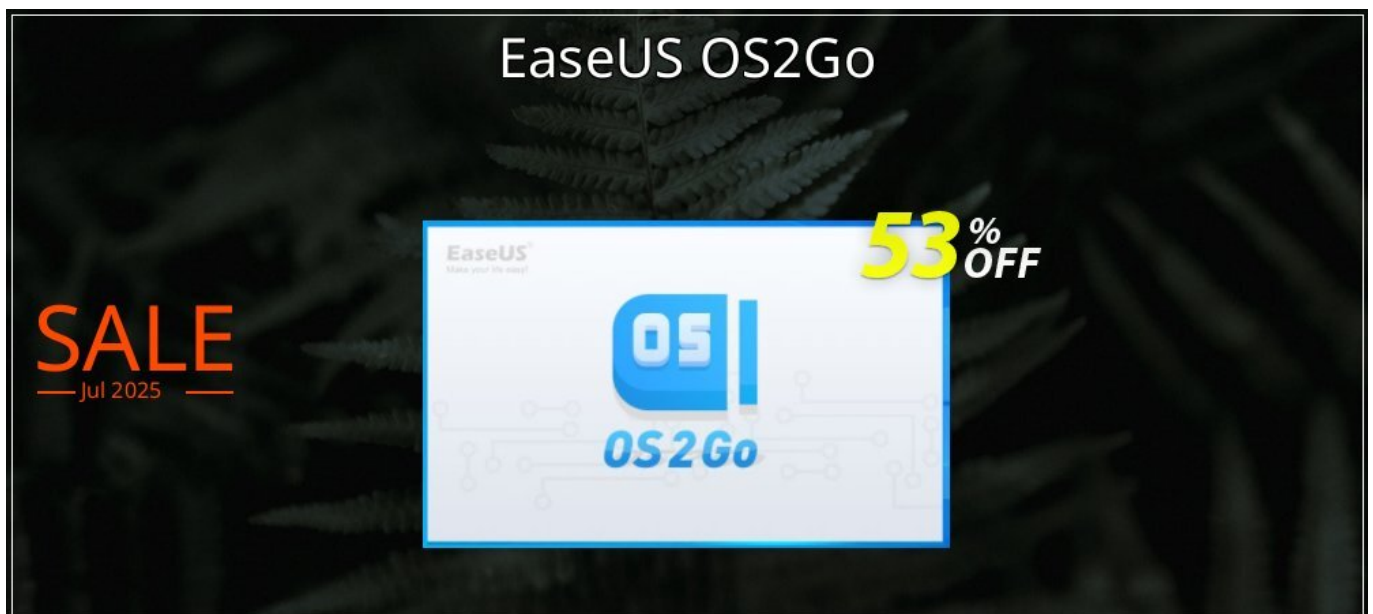 EaseUS OS2Go
53
%
OFF
EaseUS®
Make your life easy!
OS
SALE
Jul 2025
OS2Go